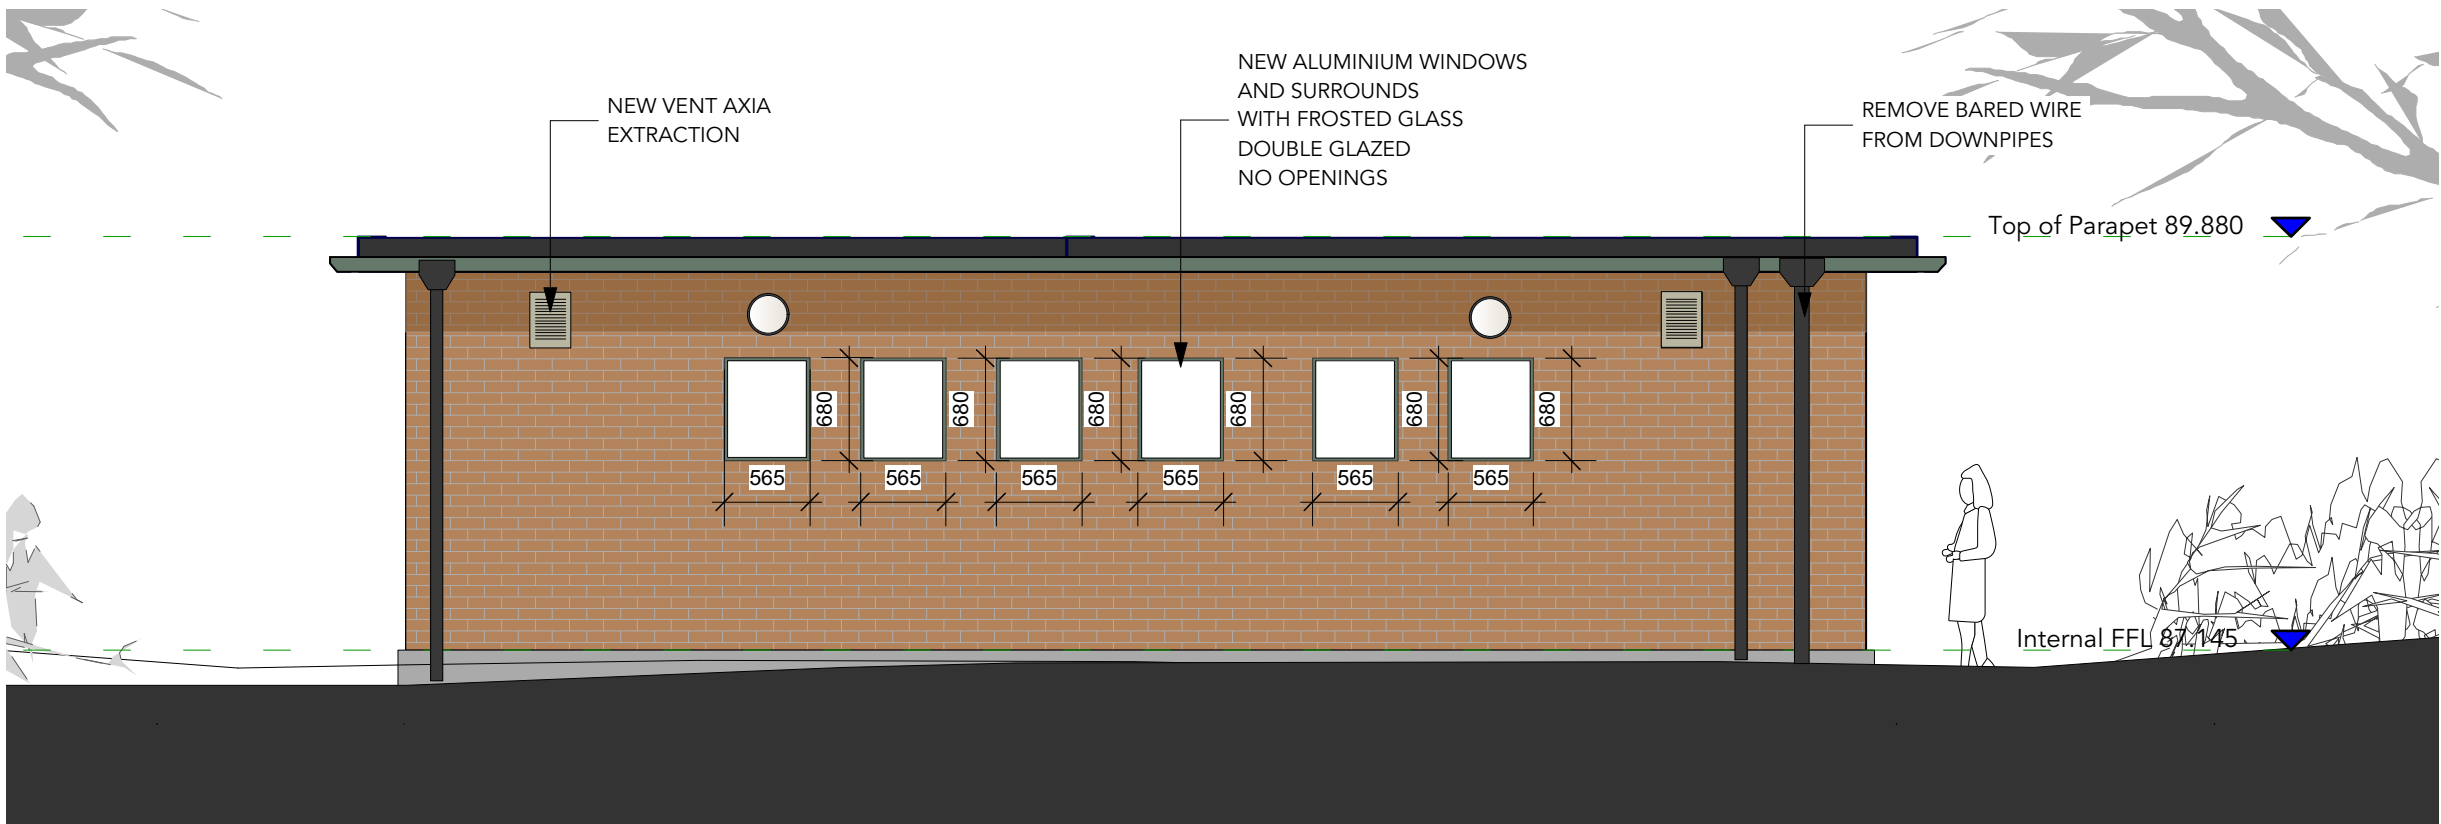 NEW ALUMINIUM WINDOWS
AND SURROUNDS
WITH FROSTED GLASS
DOUBLE GLAZED
NO OPENINGS
NEW VENT AXIA
EXTRACTION
REMOVE BARED WIRE
FROM DOWNPIPES
Top of Parapet 89.880
680
680
680
680
680
680
565
565
565
565
565
565
Internal FFL 87.145